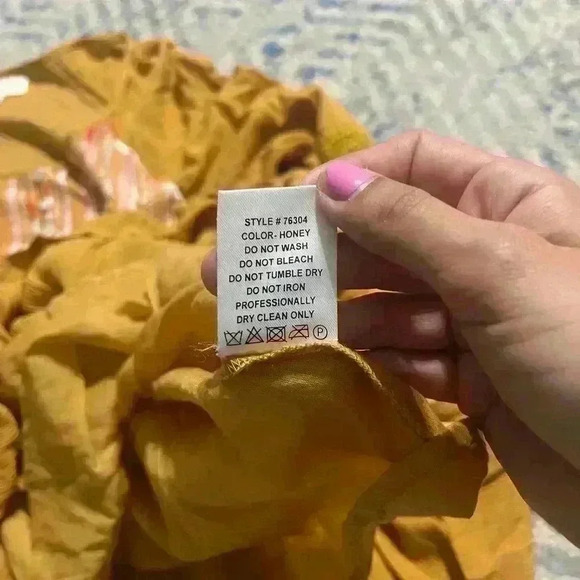 STYLE # 76304
COLOR- HONEY
DO NOT WASH
DO NOT BLEACH
DO NOT TUMBLE DRY
DO NOT IRON
PROFESSIONALLY
DRY CLEAN ONLY
P